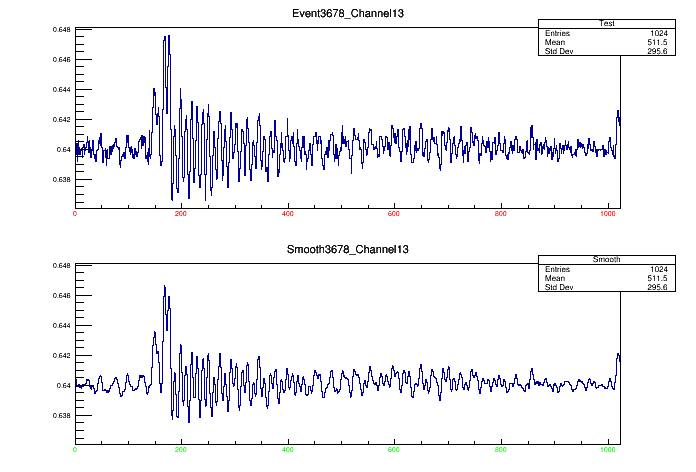 Event3678_Channel13
Test
Entries 1024
Mean 511.5
Std Dev 295.6
0.648
0.646
0.644
0.642
0.64
0.638
0 200 400 600 800 1000
Smooth3678_Channel13
Smooth
Entries 1024
Mean 511.5
Std Dev 295.6
0.648
0.646
0.644
0.642
0.64
0.638
0 200 400 600 800 1000